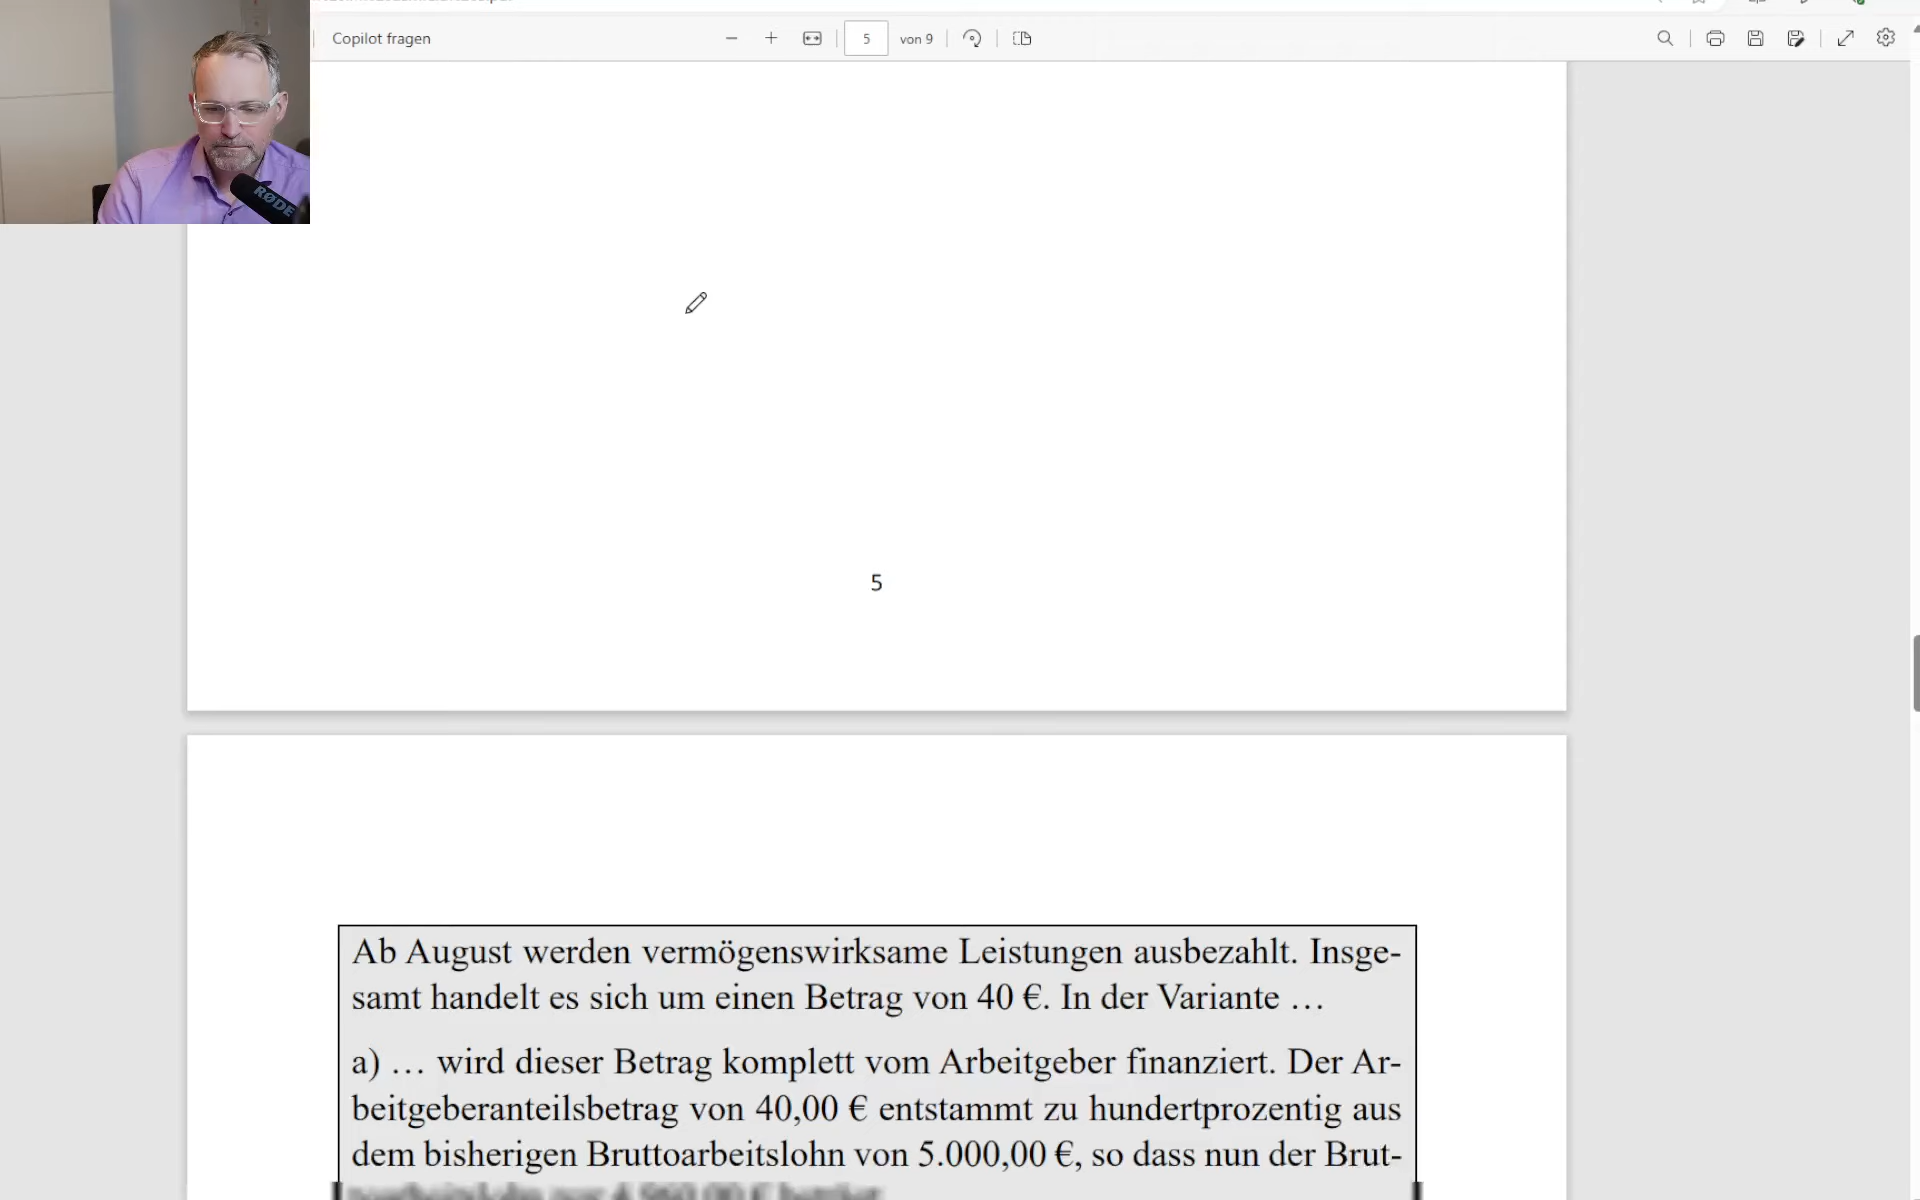 Copilot fragen
5
von 9
RØDE
5
Ab August werden vermögenswirksame Leistungen ausbezahlt. Insge-
samt handelt es sich um einen Betrag von 40 €. In der Variante …
a) … wird dieser Betrag komplett vom Arbeitgeber finanziert. Der Ar-
beitgeberanteilsbetrag von 40,00 € entstammt zu hundertprozentig aus
dem bisherigen Bruttoarbeitslohn von 5.000,00 €, so dass nun der Brut-